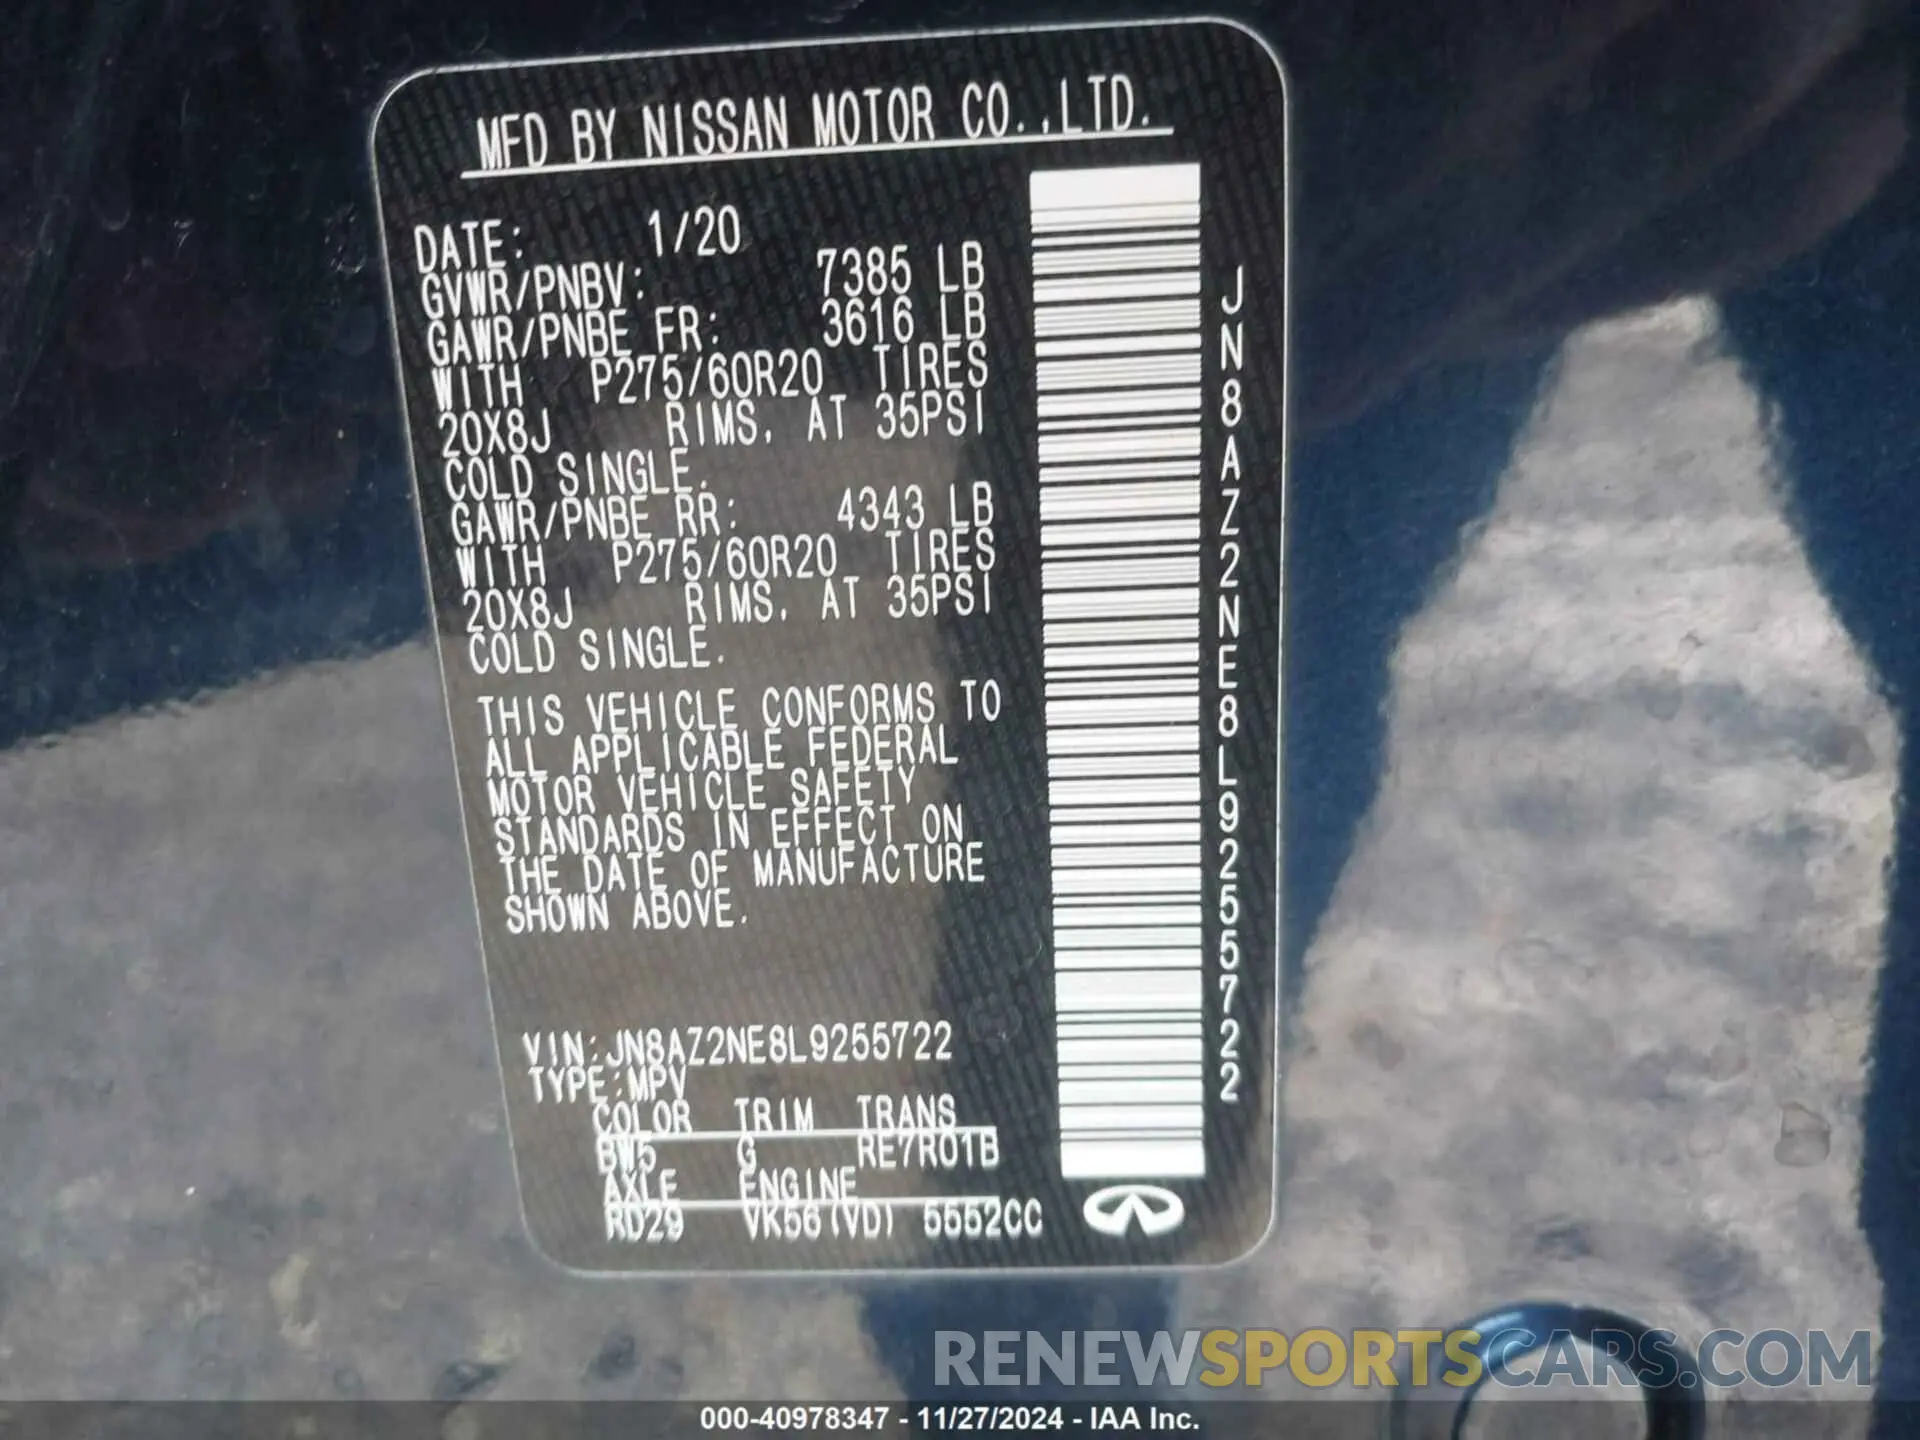 MFD BY NISSAN MOTOR CO.,LTD.
DATE: 1/20
GVWR/PNBV: 7385 LB
GAWR/PNBE FR: 3616 LB
WITH P275/60R20 TIRES
20X8J RIMS, AT 35PSI
COLD SINGLE.
GAWR/PNBE RR: 4343 LB
WITH P275/60R20 TIRES
20X8J RIMS, AT 35PSI
COLD SINGLE.
THIS VEHICLE CONFORMS TO
ALL APPLICABLE FEDERAL
MOTOR VEHICLE SAFETY
STANDARDS IN EFFECT ON
THE DATE OF MANUFACTURE
SHOWN ABOVE.
VIN:JN8AZ2NE8L9255722
TYPE:MPV
COLOR TRIM TRANS
BW5 G RE7R01B
AXLE ENGINE
RD29 VK56(VD) 5552CC
JN8AZ2NE8L9255722
RENEWSPORTSCARS.COM
000-40978347 - 11/27/2024 - IAA Inc.